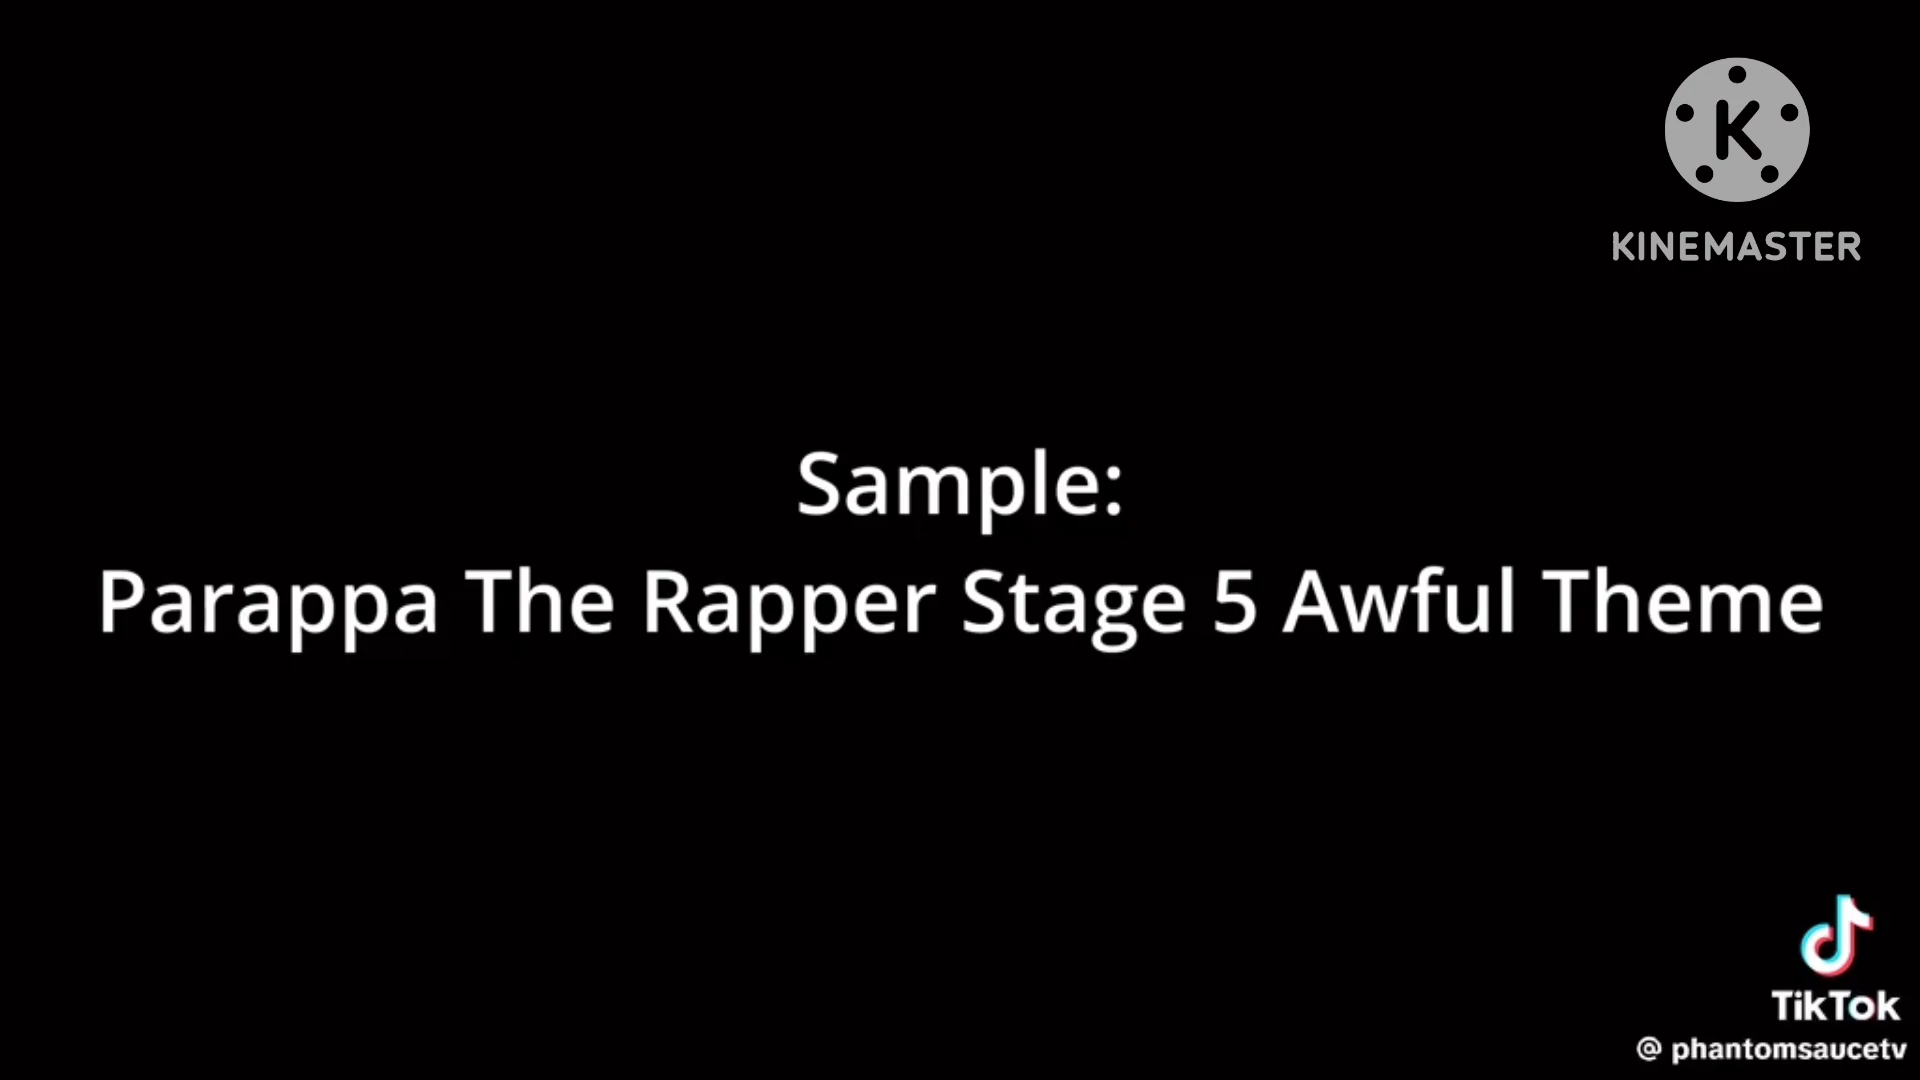 K
KINEMASTER
Sample:
Parappa The Rapper Stage 5 Awful Theme
TikTok
@ phantomsaucetv